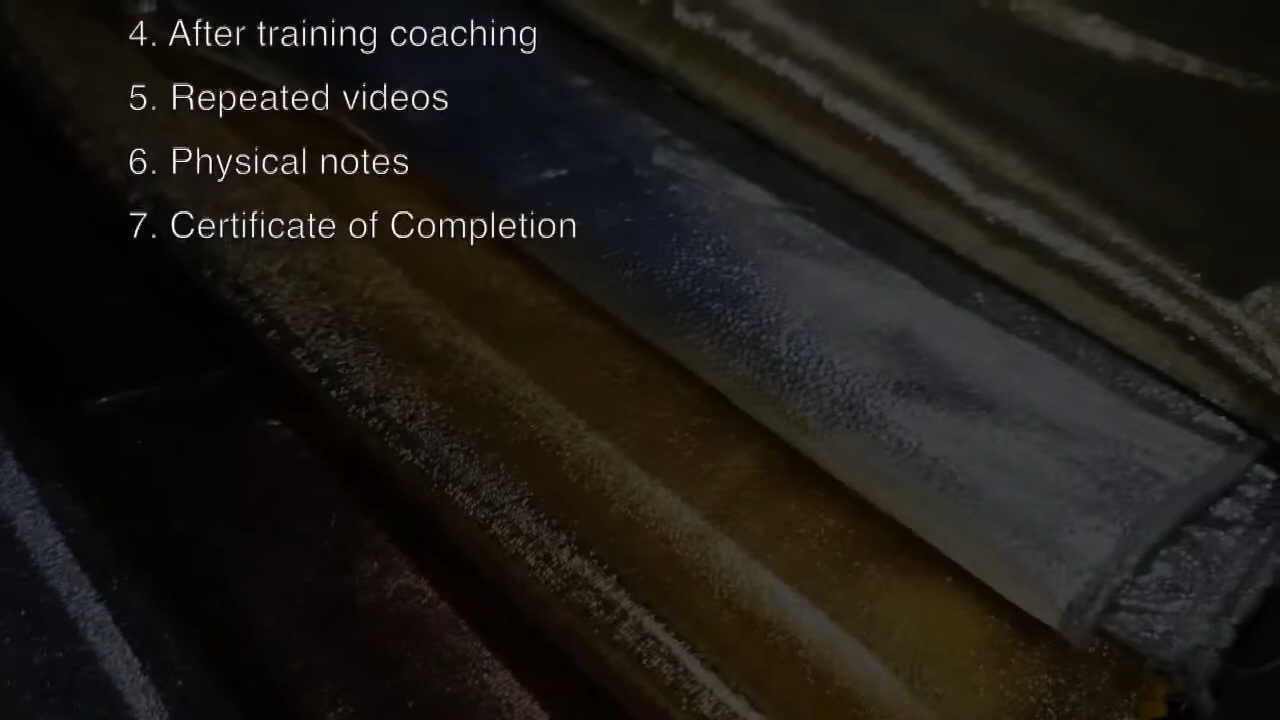 4. After training coaching
5. Repeated videos
6. Physical notes
7. Certificate of Completion